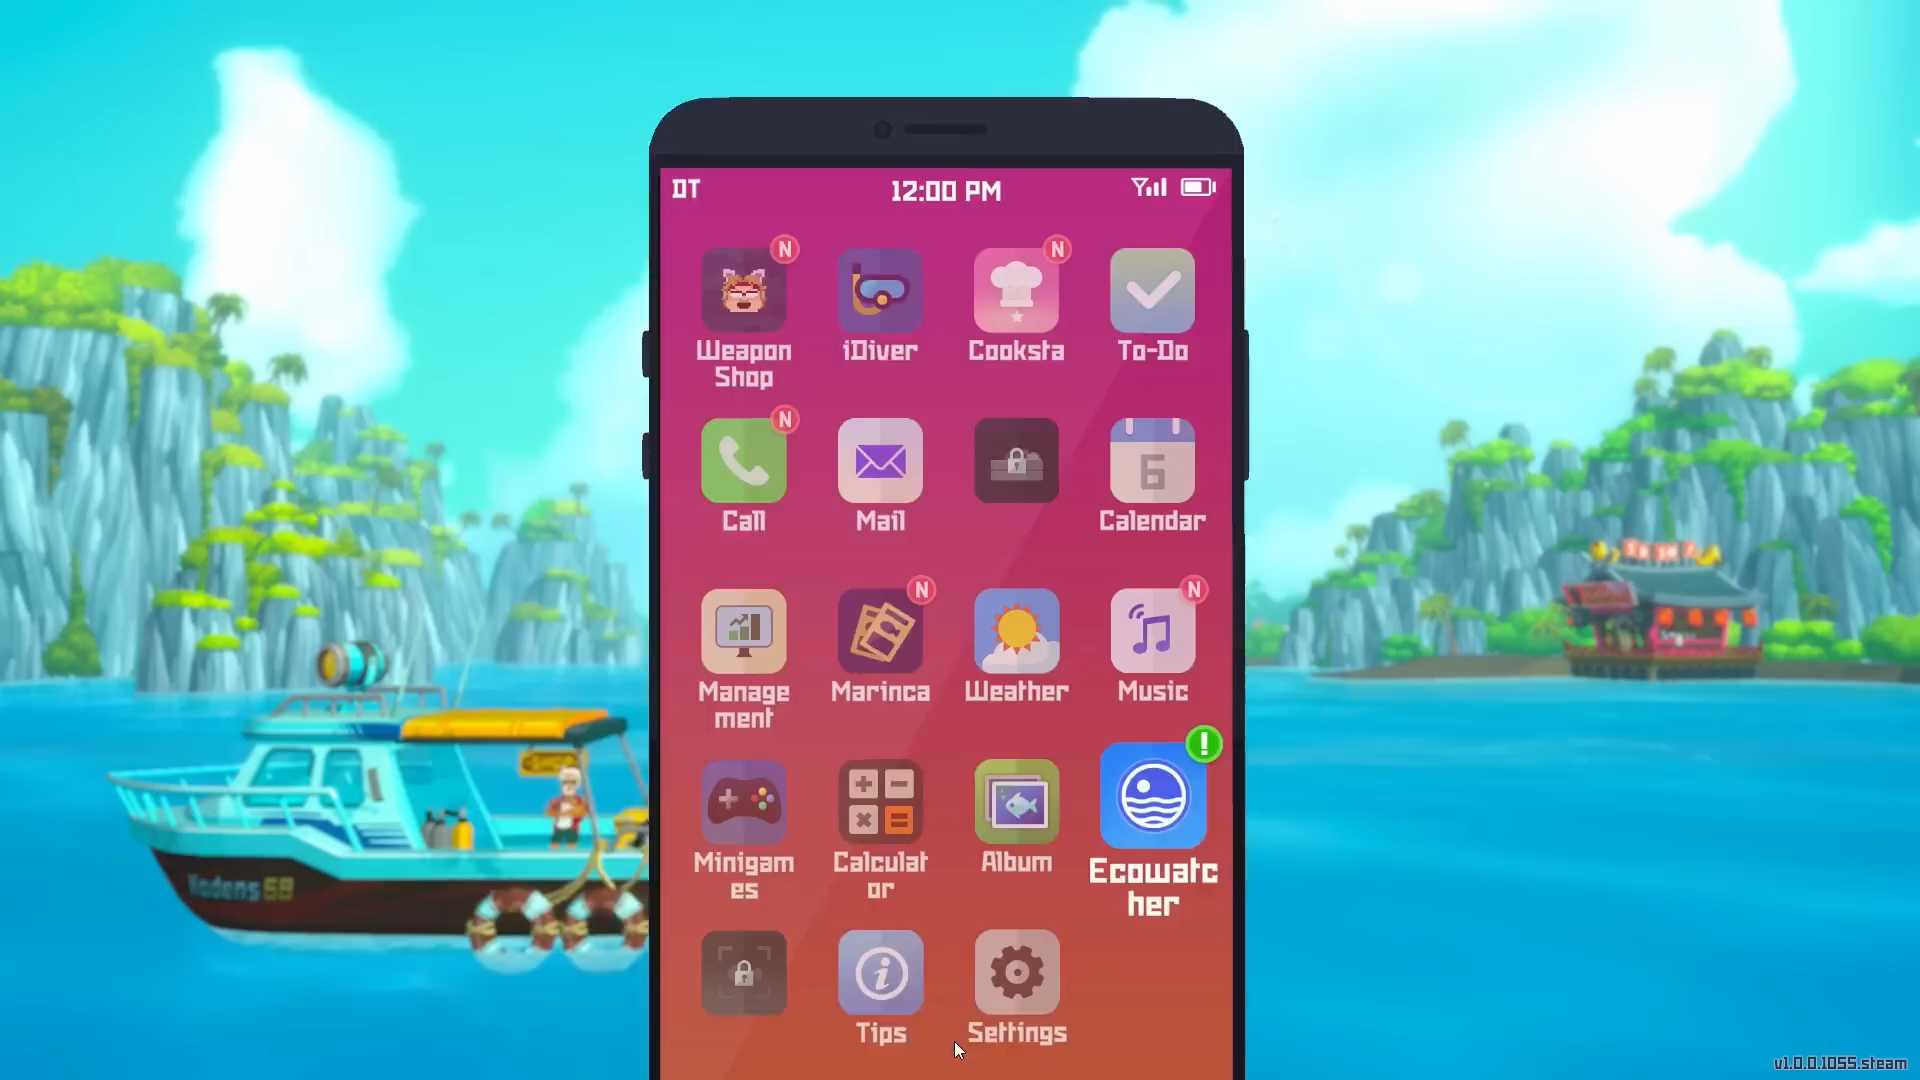 DT
12:00 PM
N
N
Weapon
Shop
iDiver
Cooksta
To-Do
N
6
Call
Mail
Calendar
N
N
Manage
ment
Marinca
Weather
Music
!
Minigam
es
Calculat
or
Album
Ecowatc
her
Tips
Settings
v1.0.0.1055.steam